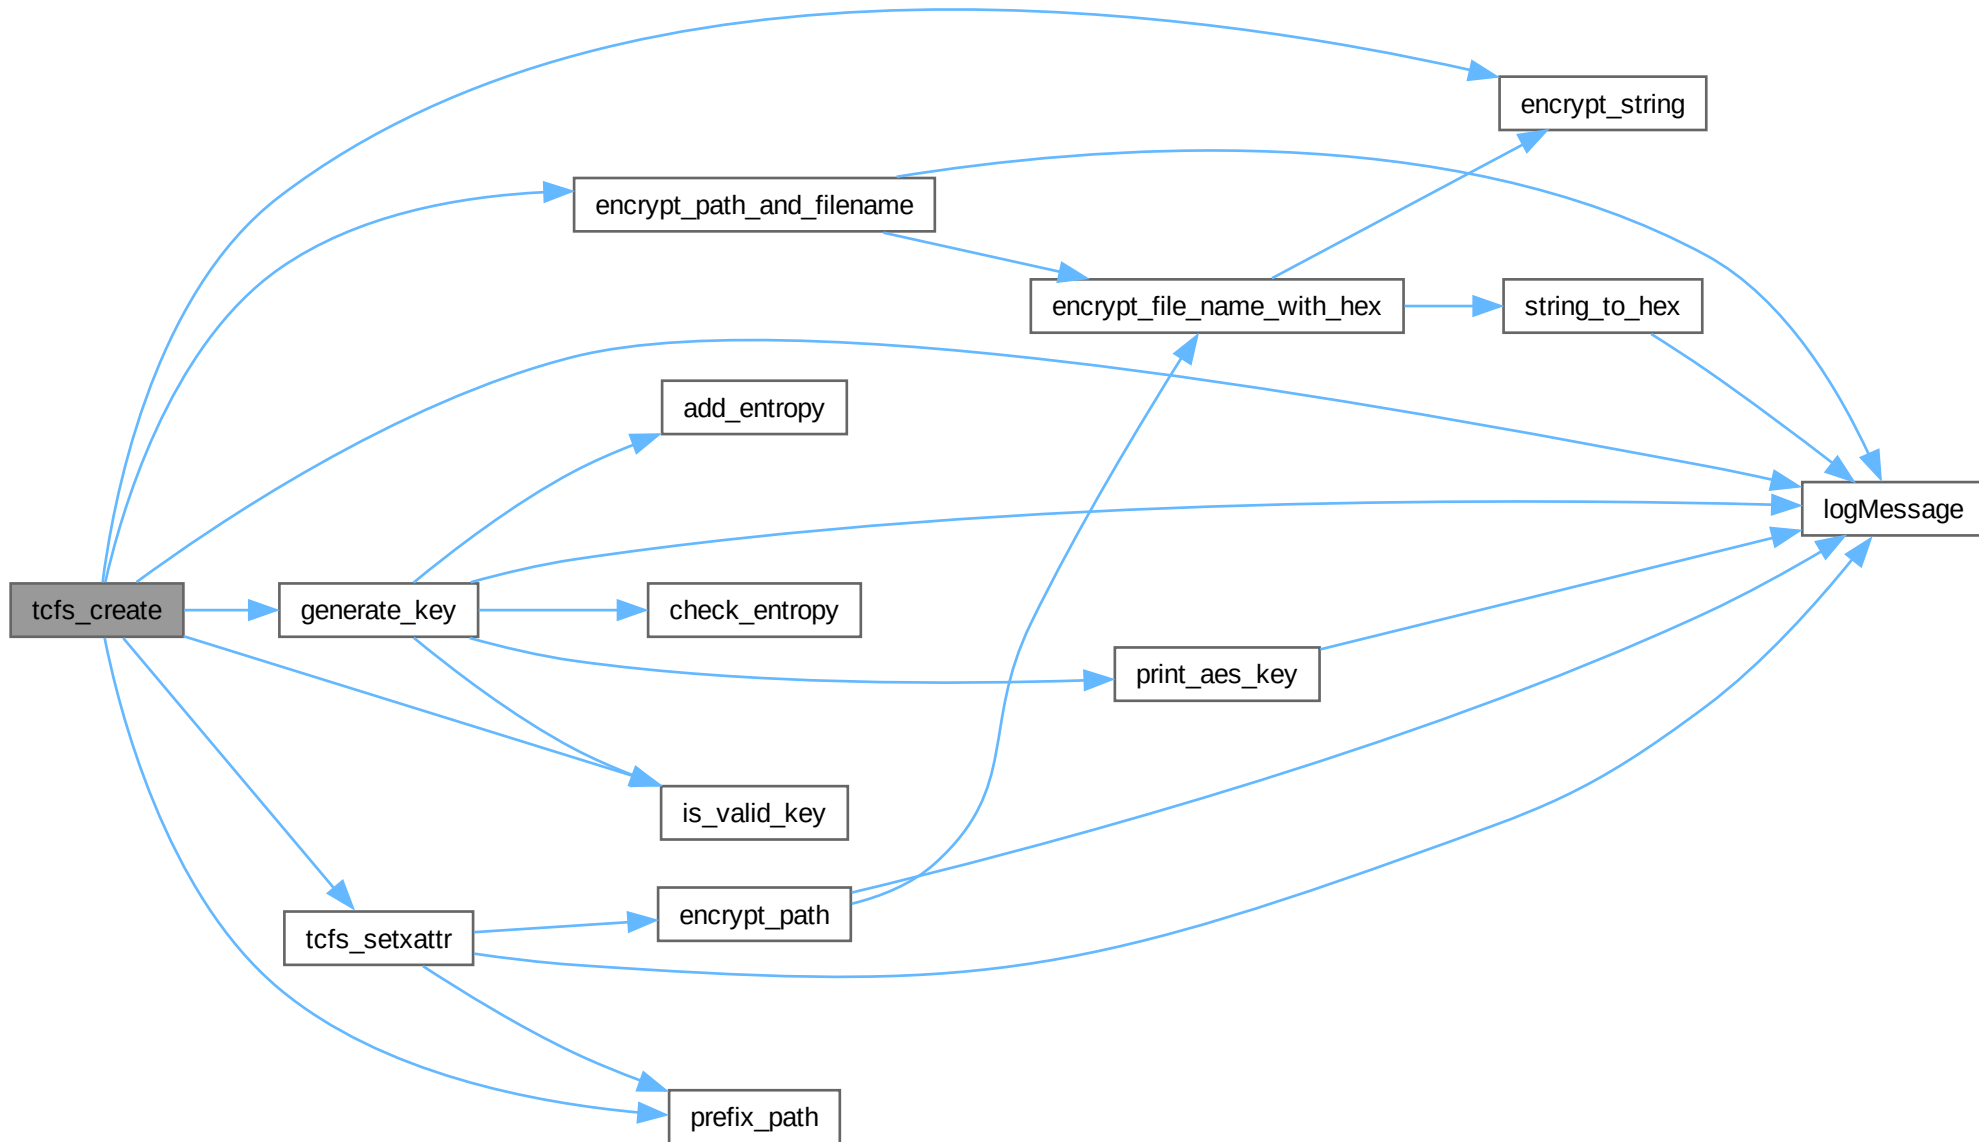 encrypt_string
encrypt_path_and_filename
encrypt_file_name_with_hex
string_to_hex
add_entropy
logMessage
tcfs_create
generate_key
check_entropy
print_aes_key
is_valid_key
encrypt_path
tcfs_setxattr
prefix_path